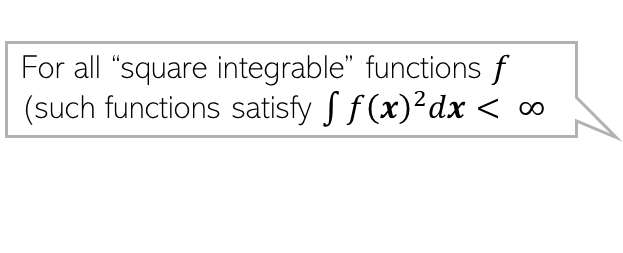 For all “square integrable” functions 𝒇
(such functions satisfy ∫ 𝒇(𝒙)²𝒅𝒙 < ∞